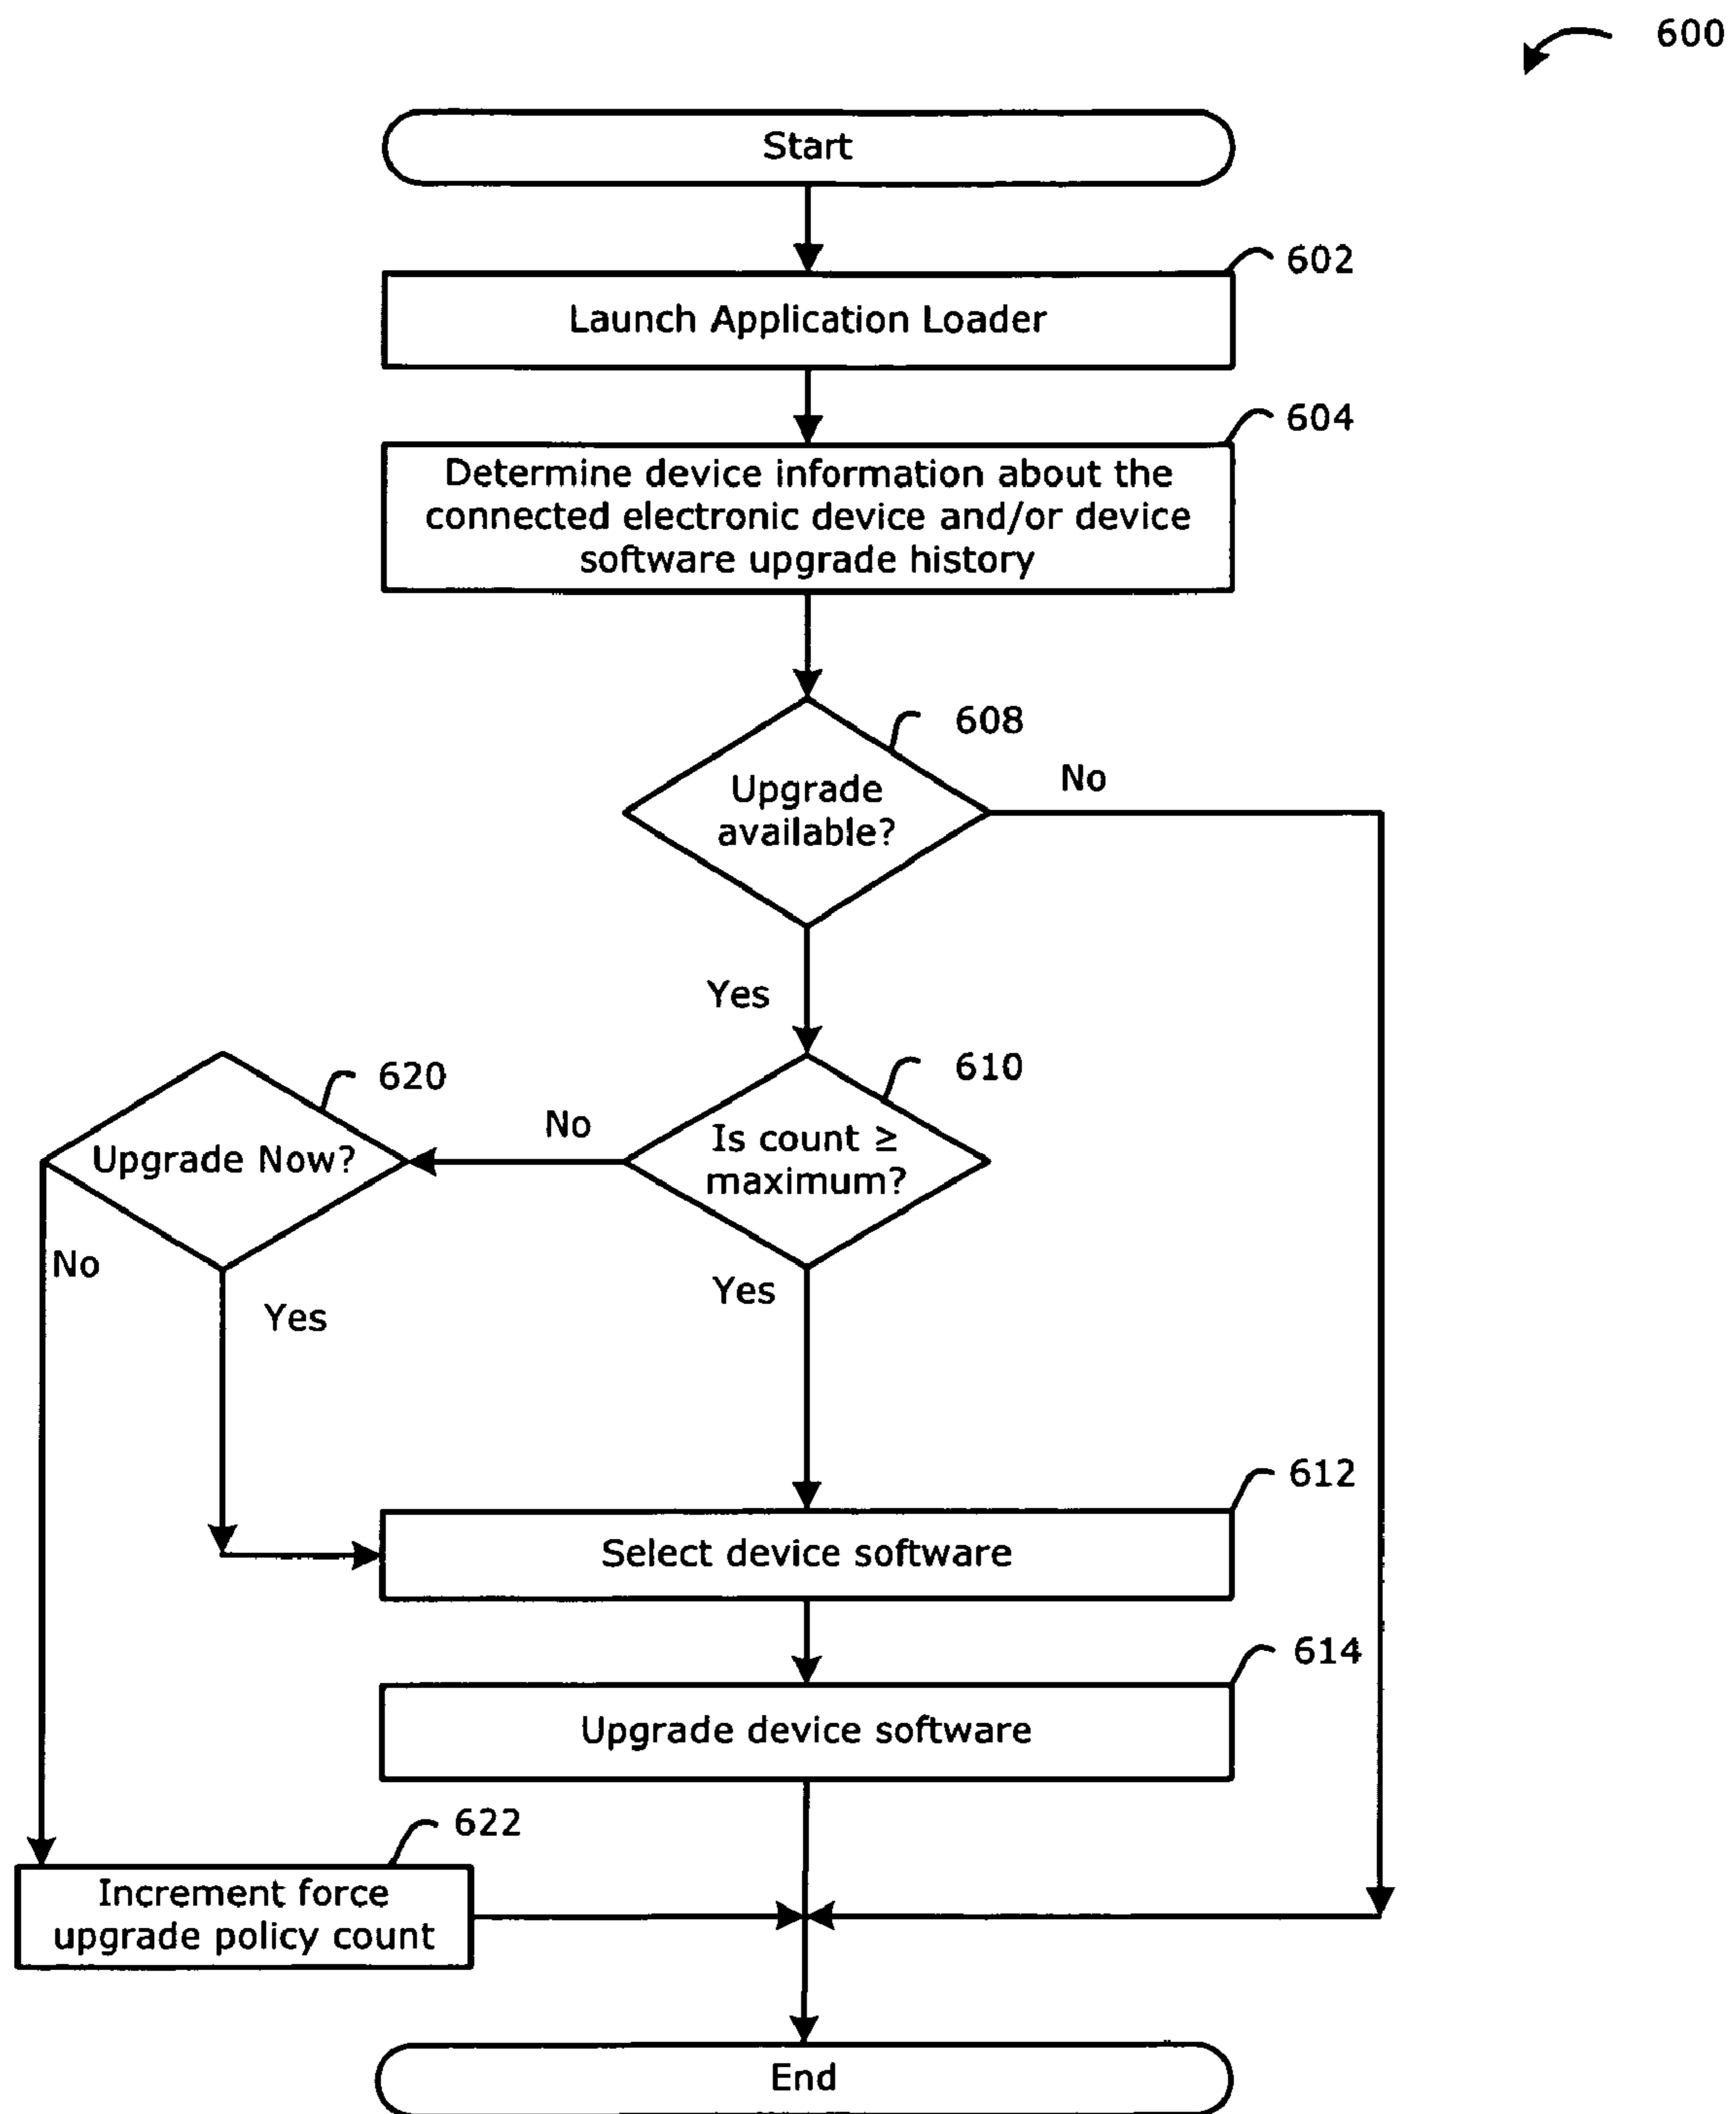 600
Start
602
Launch Application Loader
604
Determine device information about the
connected electronic device and/or device
software upgrade history
608
Upgrade
available?
No
Yes
610
Is count ≥
maximum?
No
620
Upgrade Now?
No
Yes
Yes
612
Select device software
614
Upgrade device software
622
Increment force
upgrade policy count
End